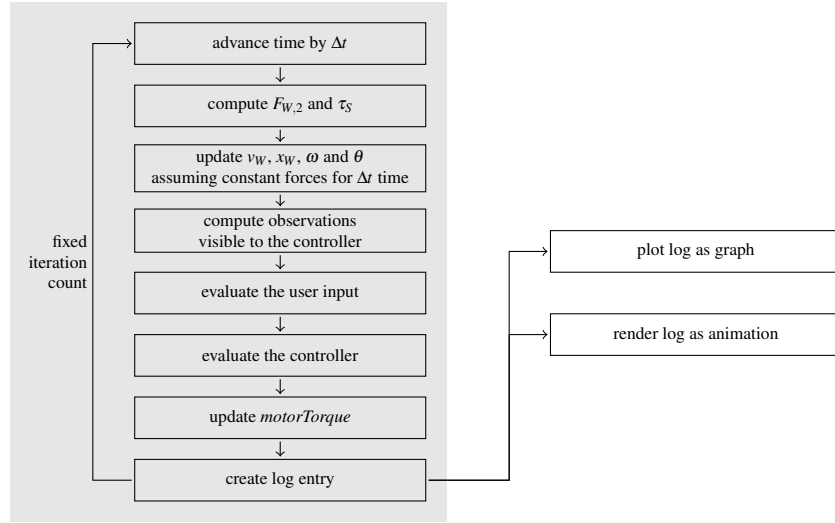 advance time by Δt
compute F_{W,2} and τ_S
update v_W, x_W, ω and θ
assuming constant forces for Δt time
compute observations
visible to the controller
evaluate the user input
evaluate the controller
update motorTorque
create log entry
fixed
iteration
count
plot log as graph
render log as animation